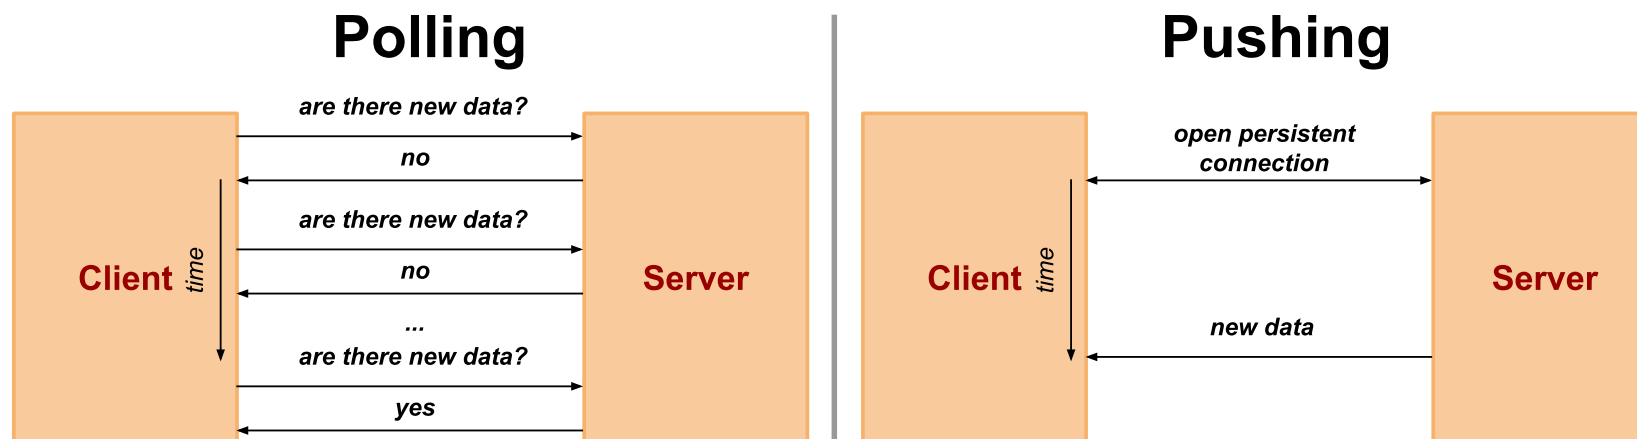 Polling
are there new data?
no
are there new data?
no
...
are there new data?
yes
Client
time
Server
Pushing
open persistent
connection
new data
Client
time
Server